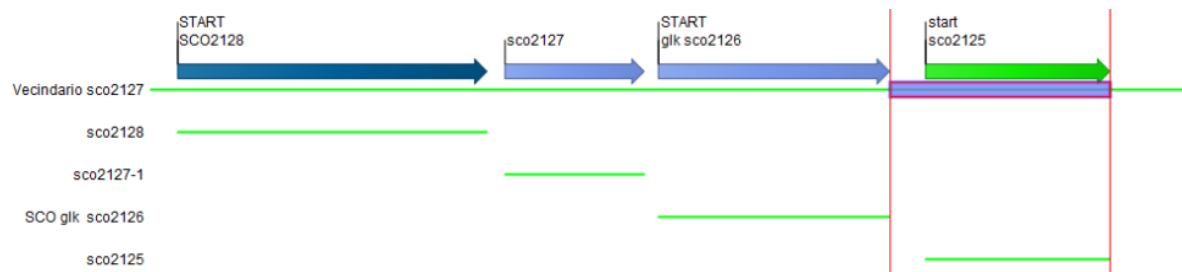 START
SCO2128
sco2127
START
glk sco2126
start
sco2125
Vecindario sco2127
sco2128
sco2127-1
SCO glk sco2126
sco2125